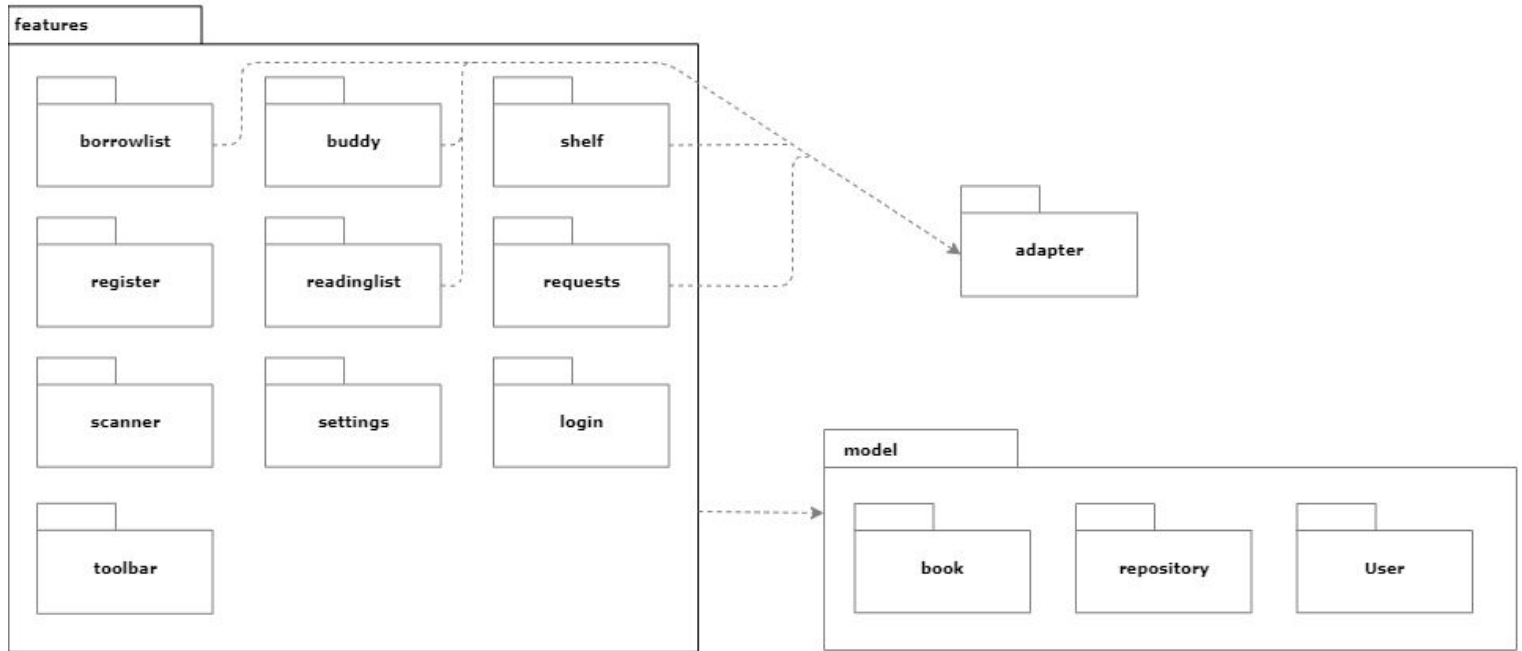 features
borrowlist
buddy
shelf
adapter
register
readinglist
requests
scanner
settings
login
model
toolbar
book
repository
User